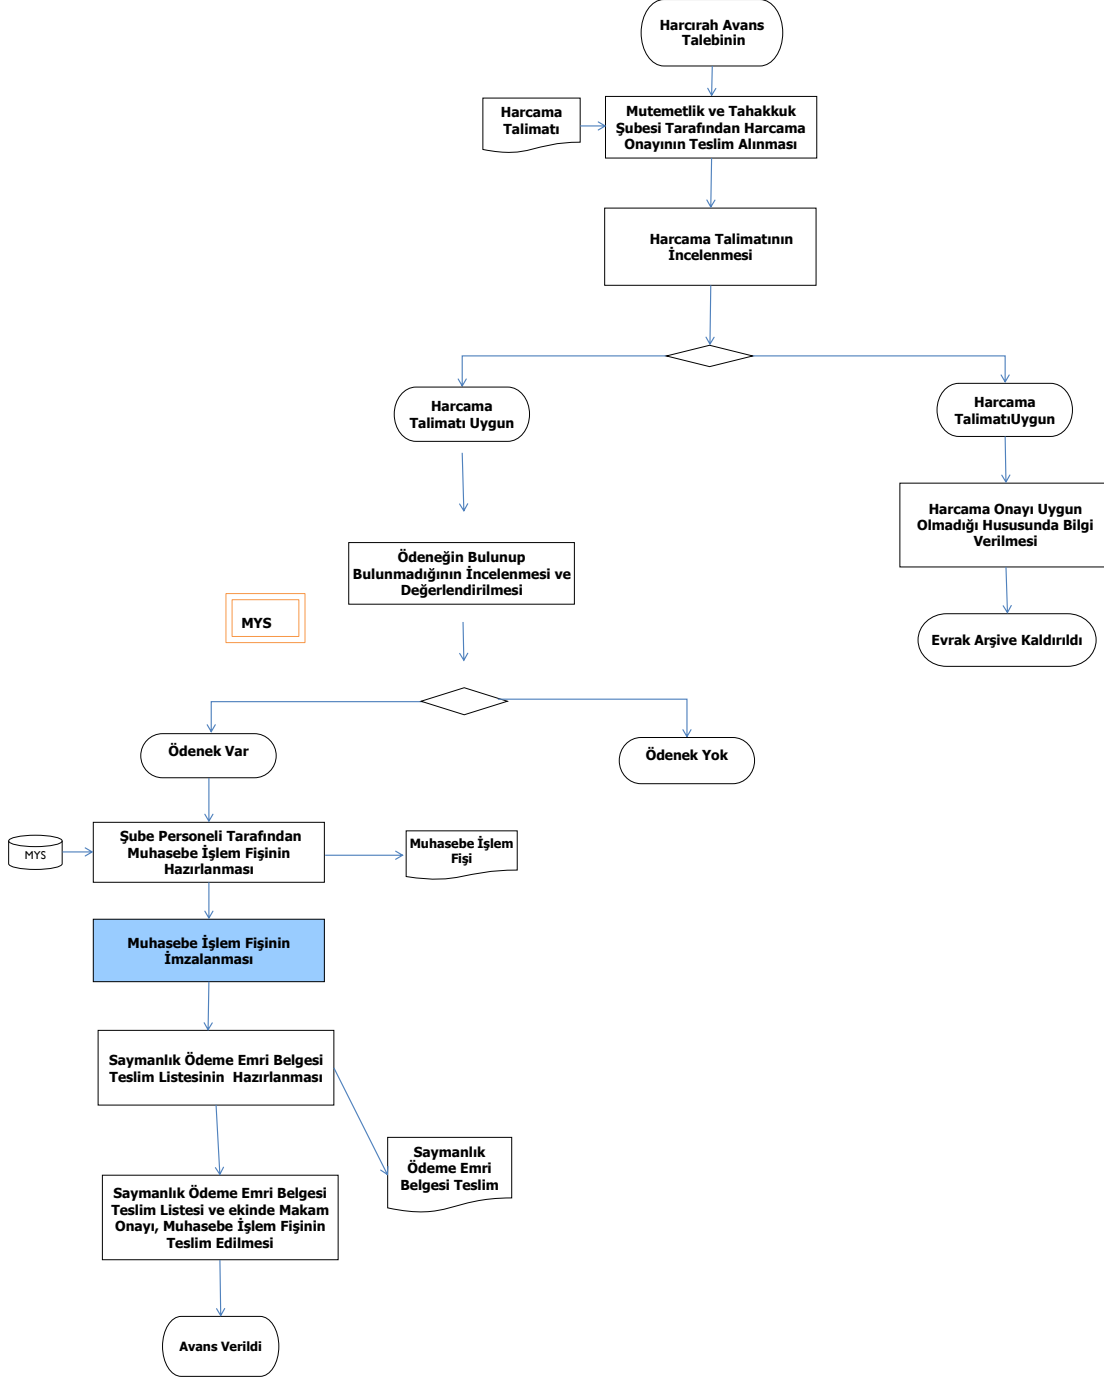 Harcırah Avans
Talebinin
Harcama
Talimatı
Mutemetlik ve Tahakkuk
Şubesi Tarafından Harcama
Onayının Teslim Alınması
Harcama Talimatının
İncelenmesi
Harcama
Talimatı Uygun
Harcama
TalimatıUygun
Harcama Onayı Uygun
Olmadığı Hususunda Bilgi
Verilmesi
Ödeneğin Bulunup
Bulunmadığının İncelenmesi ve
Değerlendirilmesi
MYS
Evrak Arşive Kaldırıldı
Ödenek Var
Ödenek Yok
MYS
Şube Personeli Tarafından
Muhasebe İşlem Fişinin
Hazırlanması
Muhasebe İşlem
Fişi
Muhasebe İşlem Fişinin
İmzalanması
Saymanlık Ödeme Emri Belgesi
Teslim Listesinin Hazırlanması
Saymanlık
Ödeme Emri
Belgesi Teslim
Saymanlık Ödeme Emri Belgesi
Teslim Listesi ve ekinde Makam
Onayı, Muhasebe İşlem Fişinin
Teslim Edilmesi
Avans Verildi